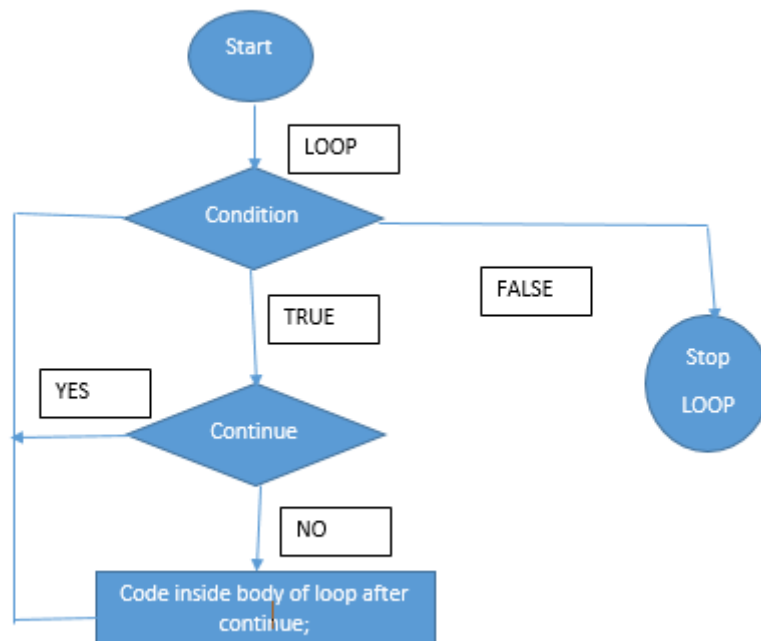 Start
LOOP
Condition
FALSE
TRUE
Stop
LOOP
YES
Continue
NO
Code inside body of loop after
continue;